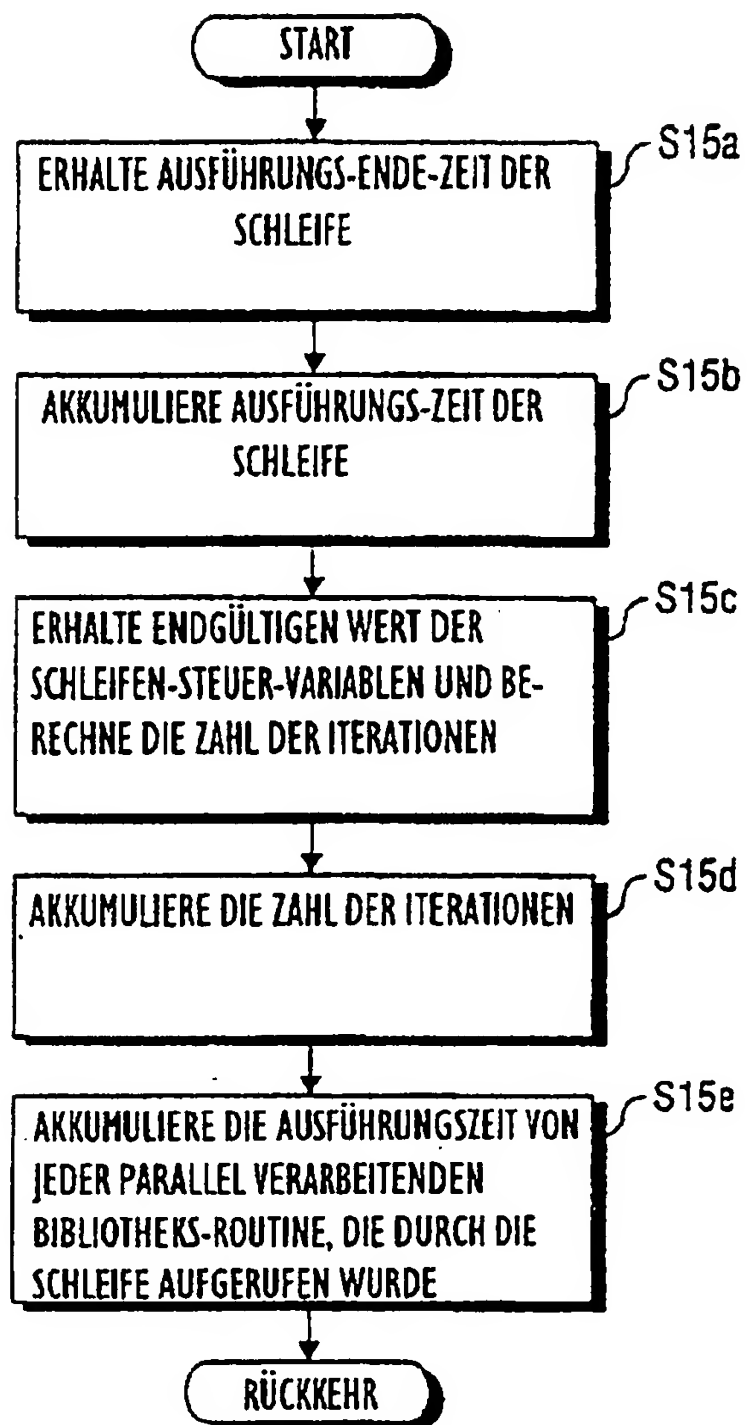 START
S15a
ERHALTE AUSFÜHRUNGS-ENDE-ZEIT DER
SCHLEIFE
S15b
AKKUMULIERE AUSFÜHRUNGS-ZEIT DER
SCHLEIFE
S15c
ERHALTE ENDGÜLTIGEN WERT DER
SCHLEIFEN-STEUER-VARIABLEN UND BE-
RECHNE DIE ZAHL DER ITERATIONEN
S15d
AKKUMULIERE DIE ZAHL DER ITERATIONEN
S15e
AKKUMULIERE DIE AUSFÜHRUNGSZEIT VON
JEDER PARALLEL VERARBEITENDEN
BIBLIOTHEKS-ROUTINE, DIE DURCH DIE
SCHLEIFE AUFGERUFEN WURDE
RÜCKKEHR